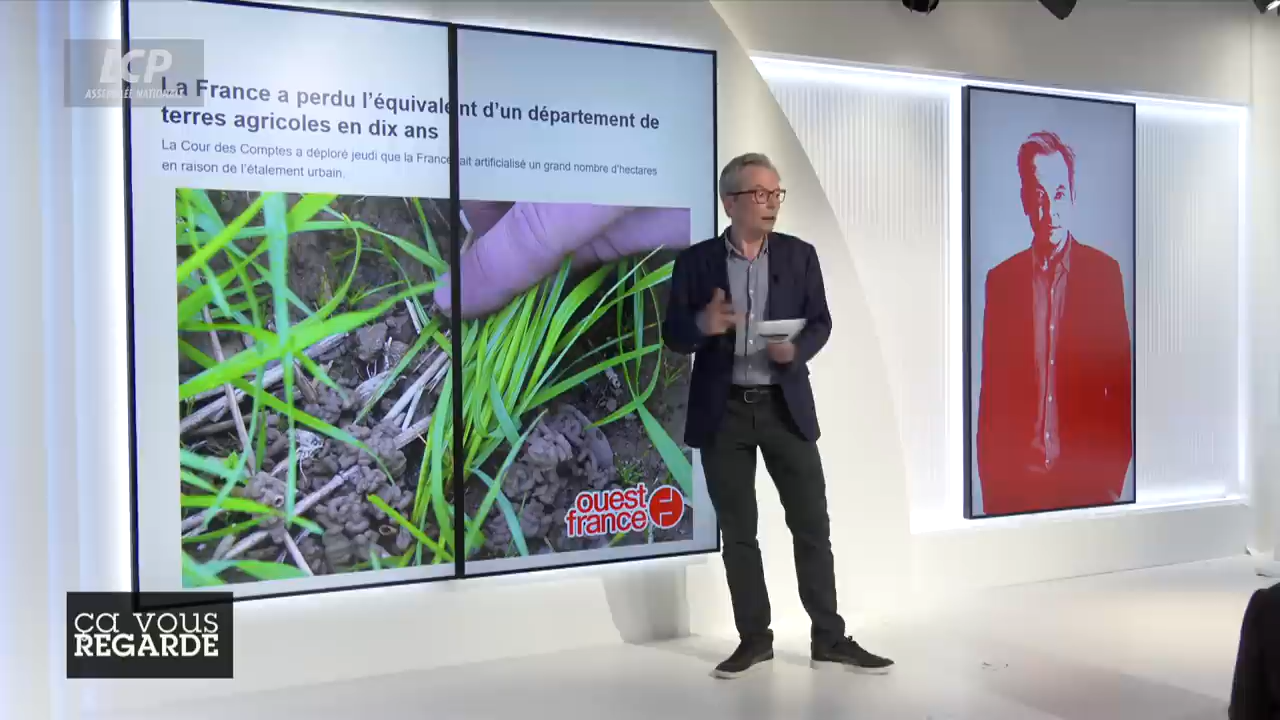 LCP
ASSEMBLÉE NATIONALE
La France a perdu l'équivalent d'un département de
terres agricoles en dix ans
La Cour des Comptes a déploré jeudi que la France ait artificialisé un grand nombre d'hectares
en raison de l'étalement urbain.
ouest
france
ça vous
REGARDE